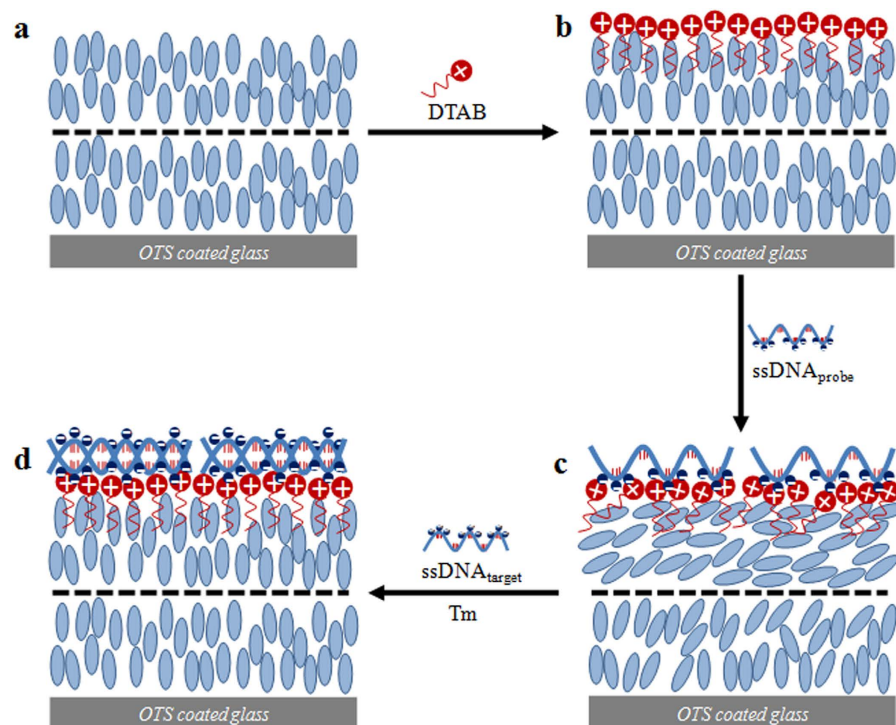 a
DTAB
b
OTS coated glass
OTS coated glass
ssDNAprobe
d
c
ssDNAtarget
Tm
OTS coated glass
OTS coated glass